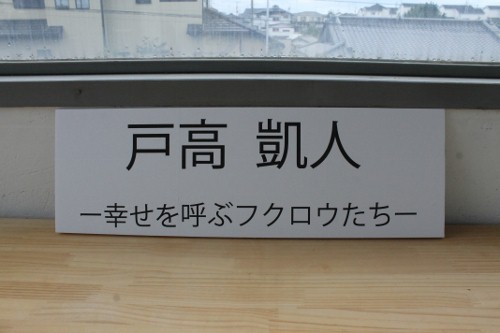 戸高 凱人
ー幸せを呼ぶフクロウたちー